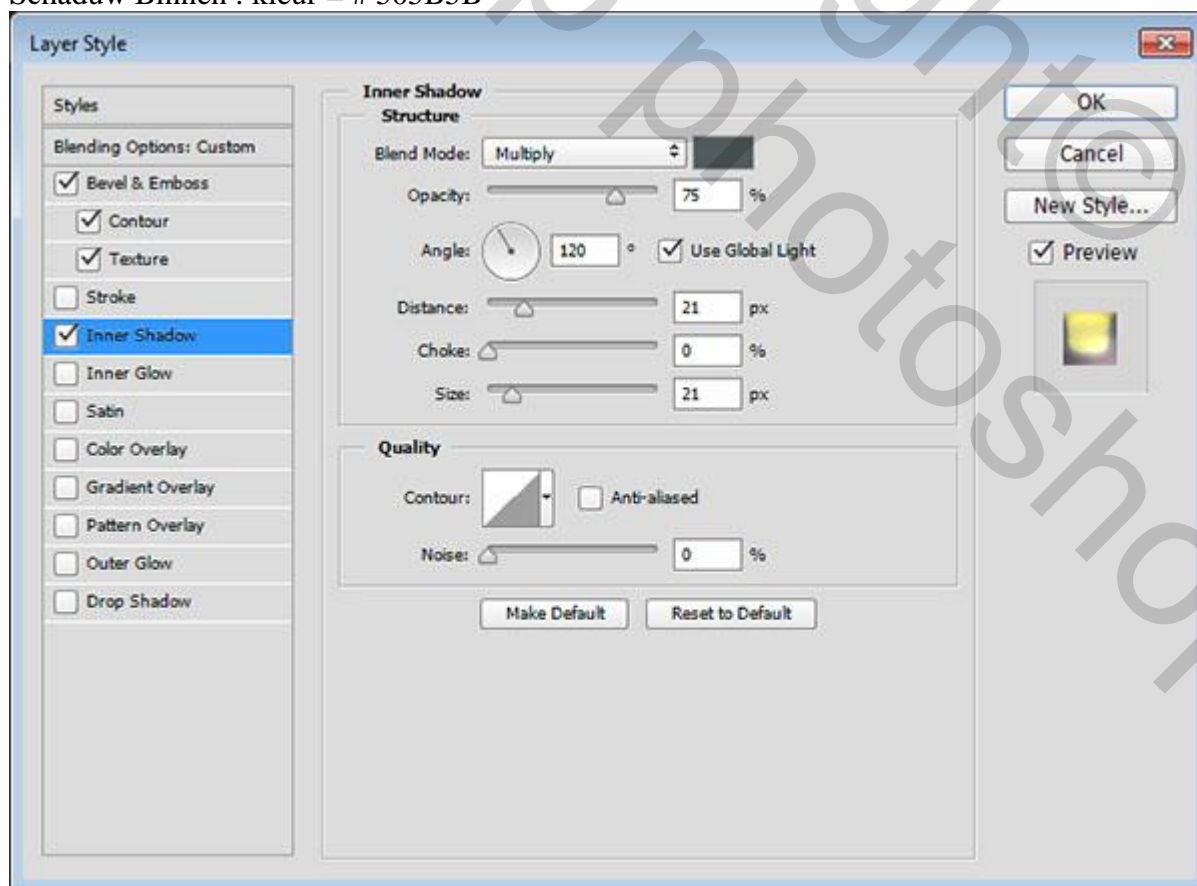 Layer Style
Styles
Blending Options: Custom
Bevel & Emboss
Contour
Texture
Stroke
Inner Shadow
Inner Glow
Satin
Color Overlay
Gradient Overlay
Pattern Overlay
Outer Glow
Drop Shadow
Inner Shadow
Structure
Blend Mode: Multiply
Opacity: 75 %
Angle: 120 ° Use Global Light
Distance: 21 px
Choke: 0 %
Size: 21 px
Quality
Contour: Anti-aliased
Noise: 0 %
Make Default Reset to Default
OK
Cancel
New Style...
Preview